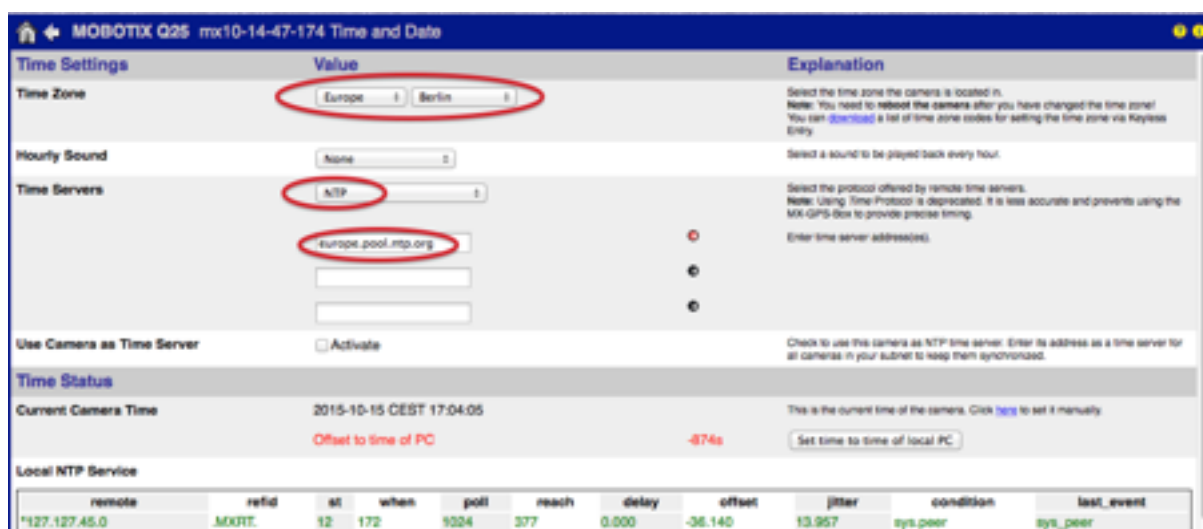 MOBOTIX Q25 mx10-14-47-174 Time and Date
Time Settings Value Explanation
Time Zone Europe Berlin Select the time zone the camera is located in.
Note: You need to reboot the camera after you have changed the time zone!
You can download a list of time zone codes for setting the time zone via Keyless
Entry.
Hourly Sound None Select a sound to be played back every hour.
Time Servers NTP Select the protocol offered by remote time servers.
Note: Using Time Protocol is deprecated. It is less accurate and prevents using the
MX-GPS-Box to provide precise timing.
europe.pool.ntp.org Enter time server address(es).
Use Camera as Time Server Activate Check to use this camera as NTP time server. Enter its address as a time server for
all cameras in your subnet to keep them synchronized.
Time Status
Current Camera Time 2015-10-15 CEST 17:04:05 This is the current time of the camera. Click here to set it manually.
Offset to time of PC -874s Set time to time of local PC
Local NTP Service
remote refid st when poll reach delay offset jitter condition last_event
*127.127.45.0 .MXRT. 12 172 1024 377 0.000 -36.140 13.957 sys.peer sys_peer